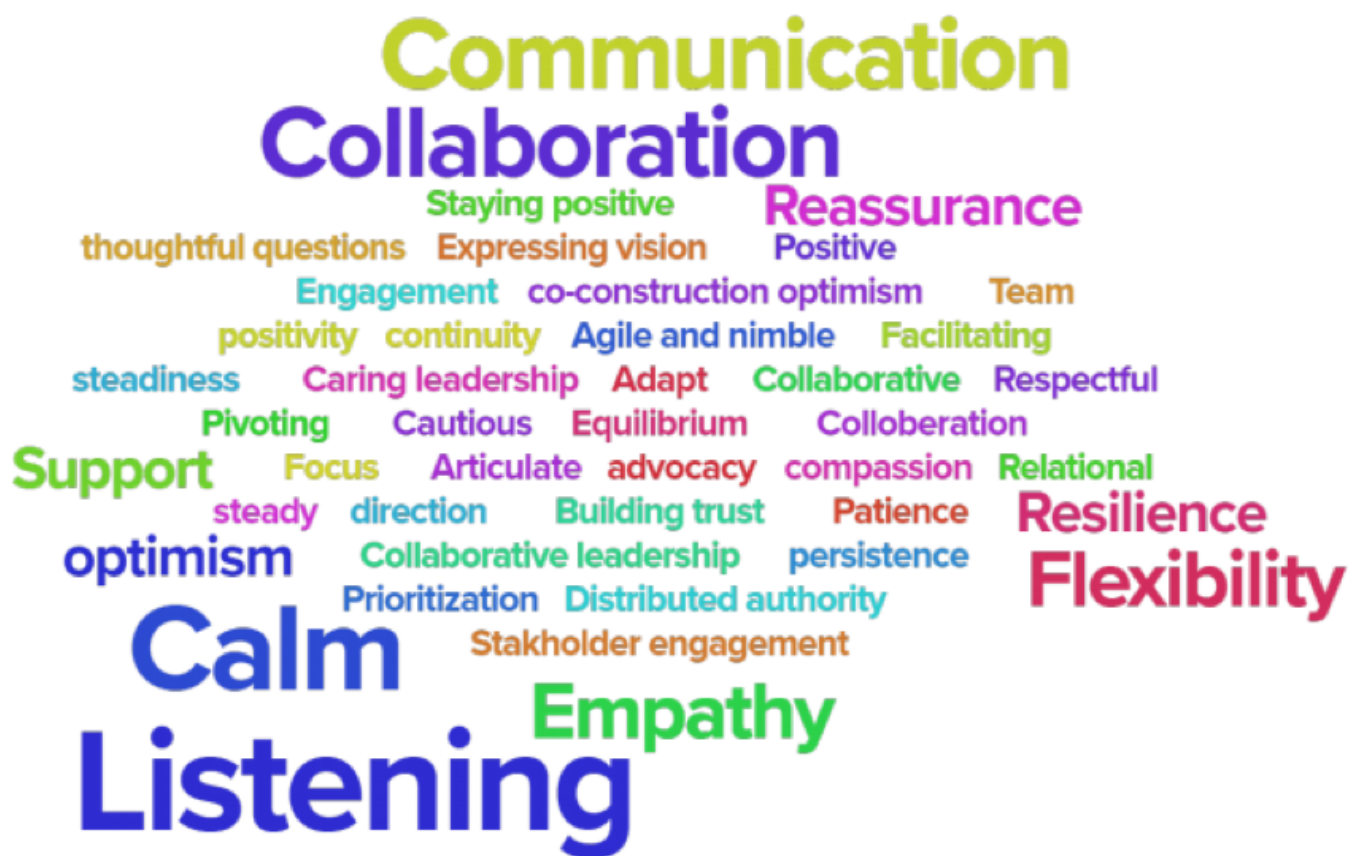 Communication
Collaboration
Staying positive Reassurance
thoughtful questions Expressing vision Positive
Engagement co-construction optimism Team
positivity continuity Agile and nimble Facilitating
steadiness Caring leadership Adapt Collaborative Respectful
Pivoting Cautious Equilibrium Colloberation
Support Focus Articulate advocacy compassion Relational
steady direction Building trust Patience Resilience
optimism Collaborative leadership persistence Flexibility
Prioritization Distributed authority
Calm Stakholder engagement
Empathy
Listening